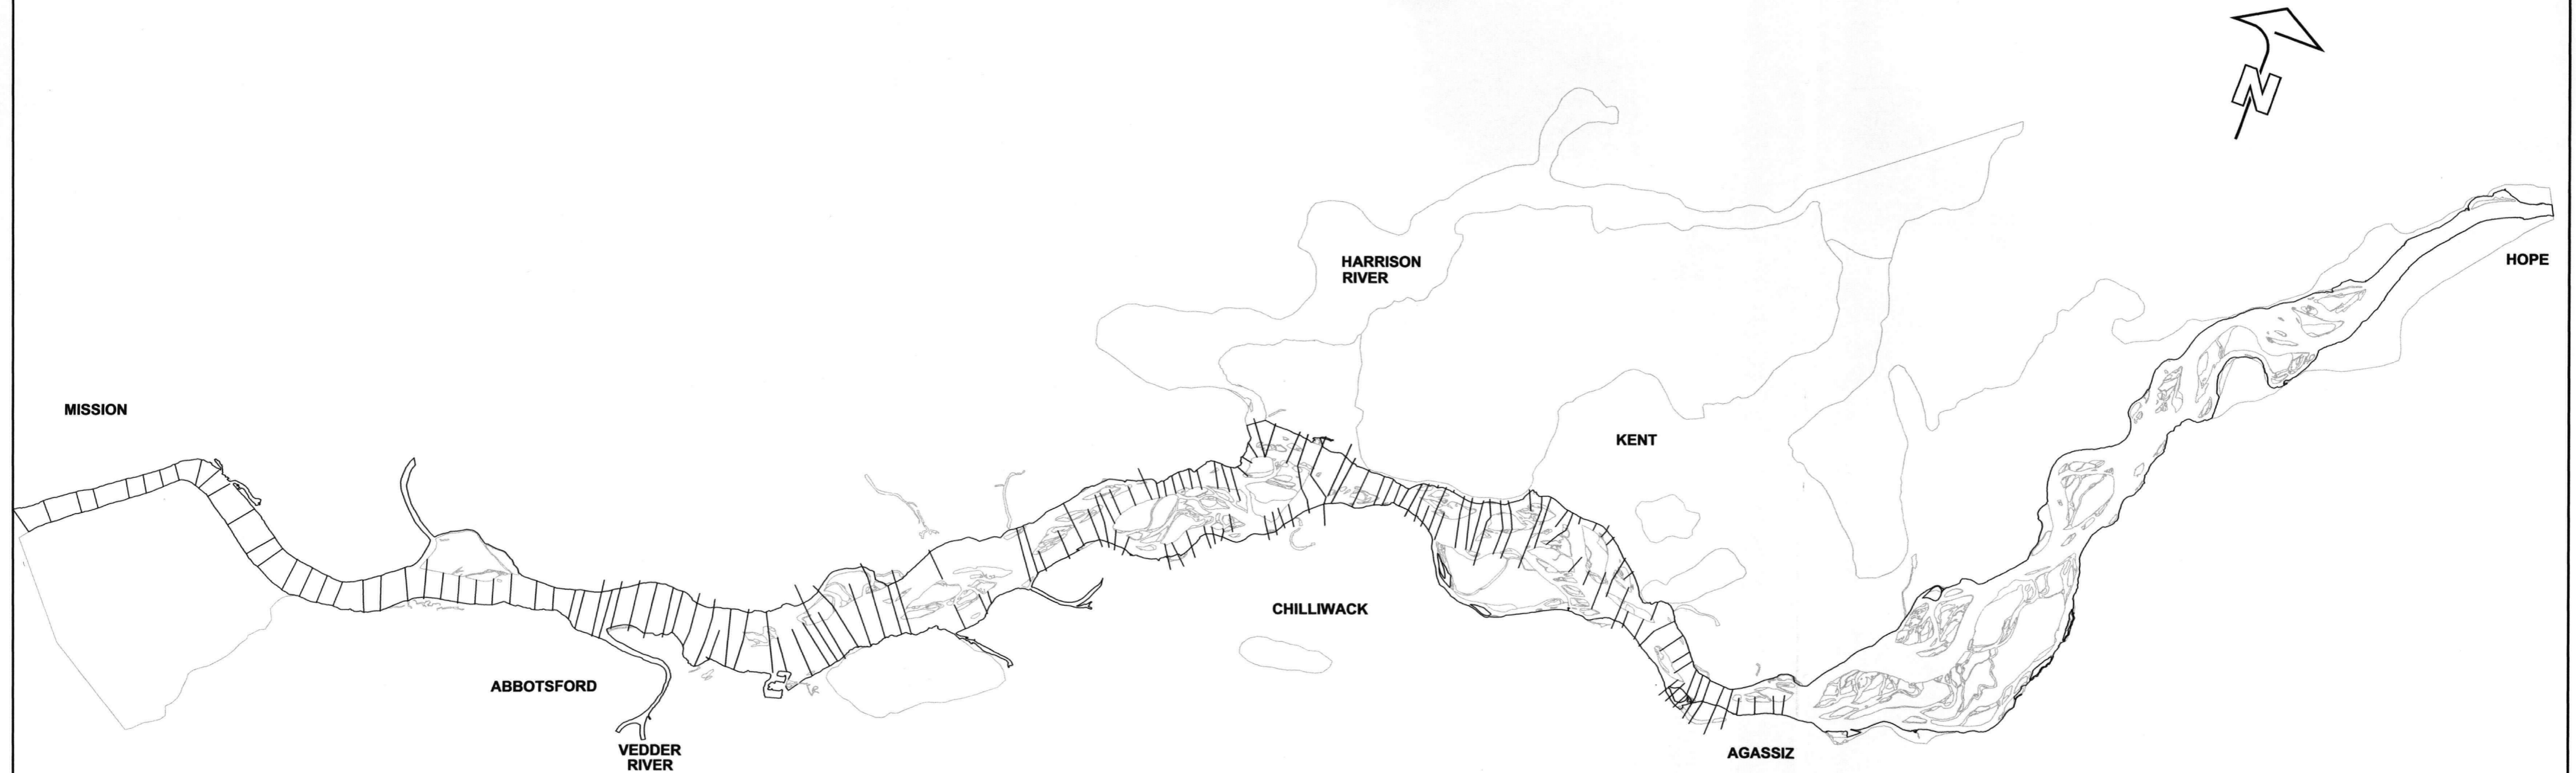 N
HARRISON
RIVER
HOPE
MISSION
KENT
CHILLIWACK
ABBOTSFORD
VEDDER
RIVER
AGASSIZ